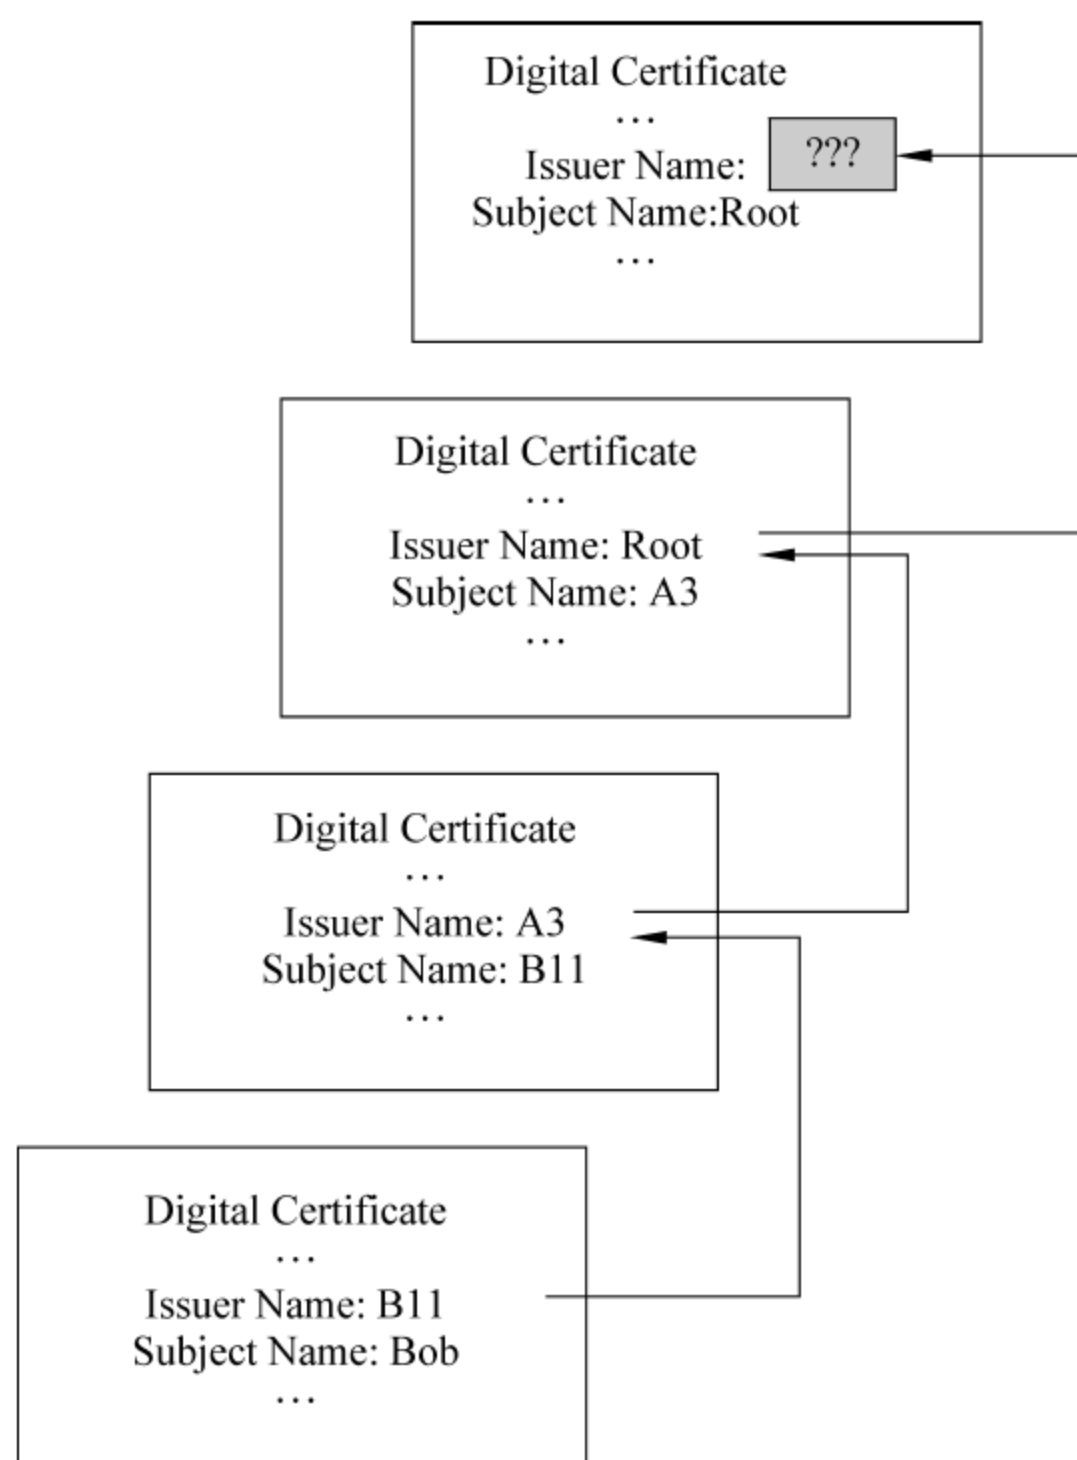 Digital Certificate
...
Issuer Name: ???
Subject Name:Root
...
Digital Certificate
...
Issuer Name: Root
Subject Name: A3
...
Digital Certificate
...
Issuer Name: A3
Subject Name: B11
...
Digital Certificate
...
Issuer Name: B11
Subject Name: Bob
...